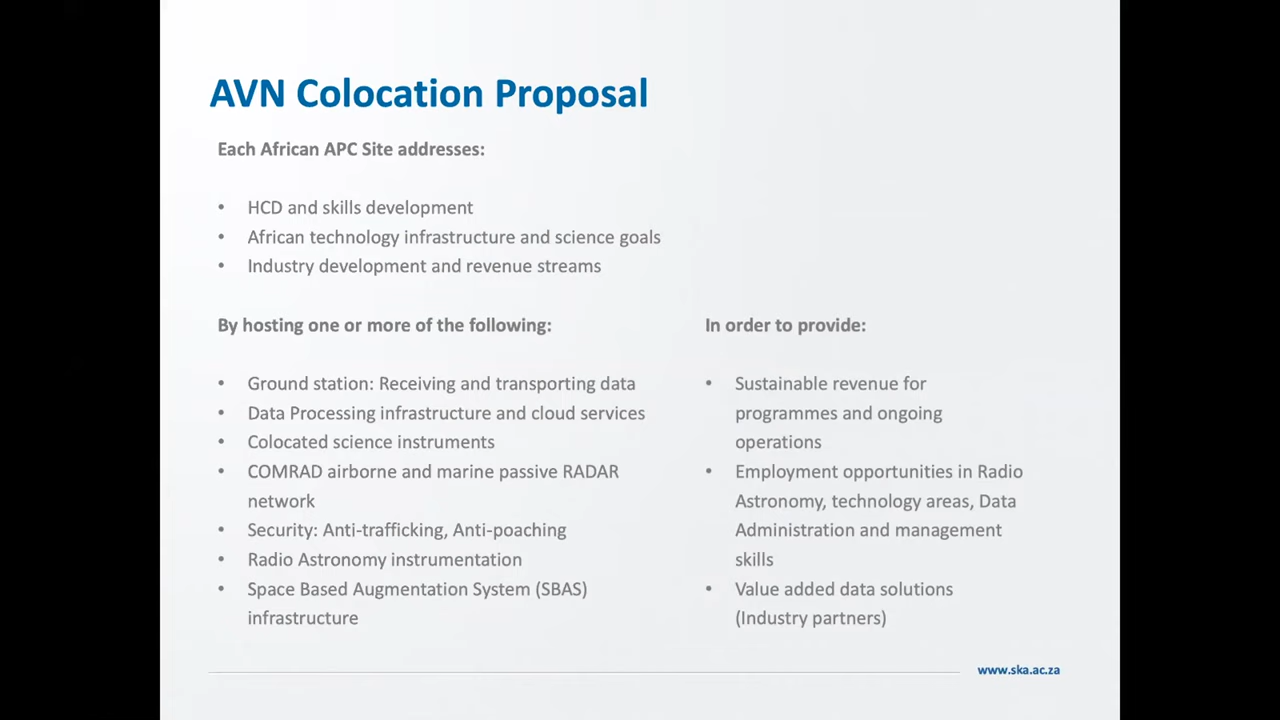 AVN Colocation Proposal
Each African APC Site addresses:
• HCD and skills development
• African technology infrastructure and science goals
• Industry development and revenue streams
By hosting one or more of the following:
• Ground station: Receiving and transporting data
• Data Processing infrastructure and cloud services
• Colocated science instruments
• COMRAD airborne and marine passive RADAR
network
• Security: Anti-trafficking, Anti-poaching
• Radio Astronomy instrumentation
• Space Based Augmentation System (SBAS)
infrastructure
In order to provide:
• Sustainable revenue for
programmes and ongoing
operations
• Employment opportunities in Radio
Astronomy, technology areas, Data
Administration and management
skills
• Value added data solutions
(Industry partners)
www.ska.ac.za